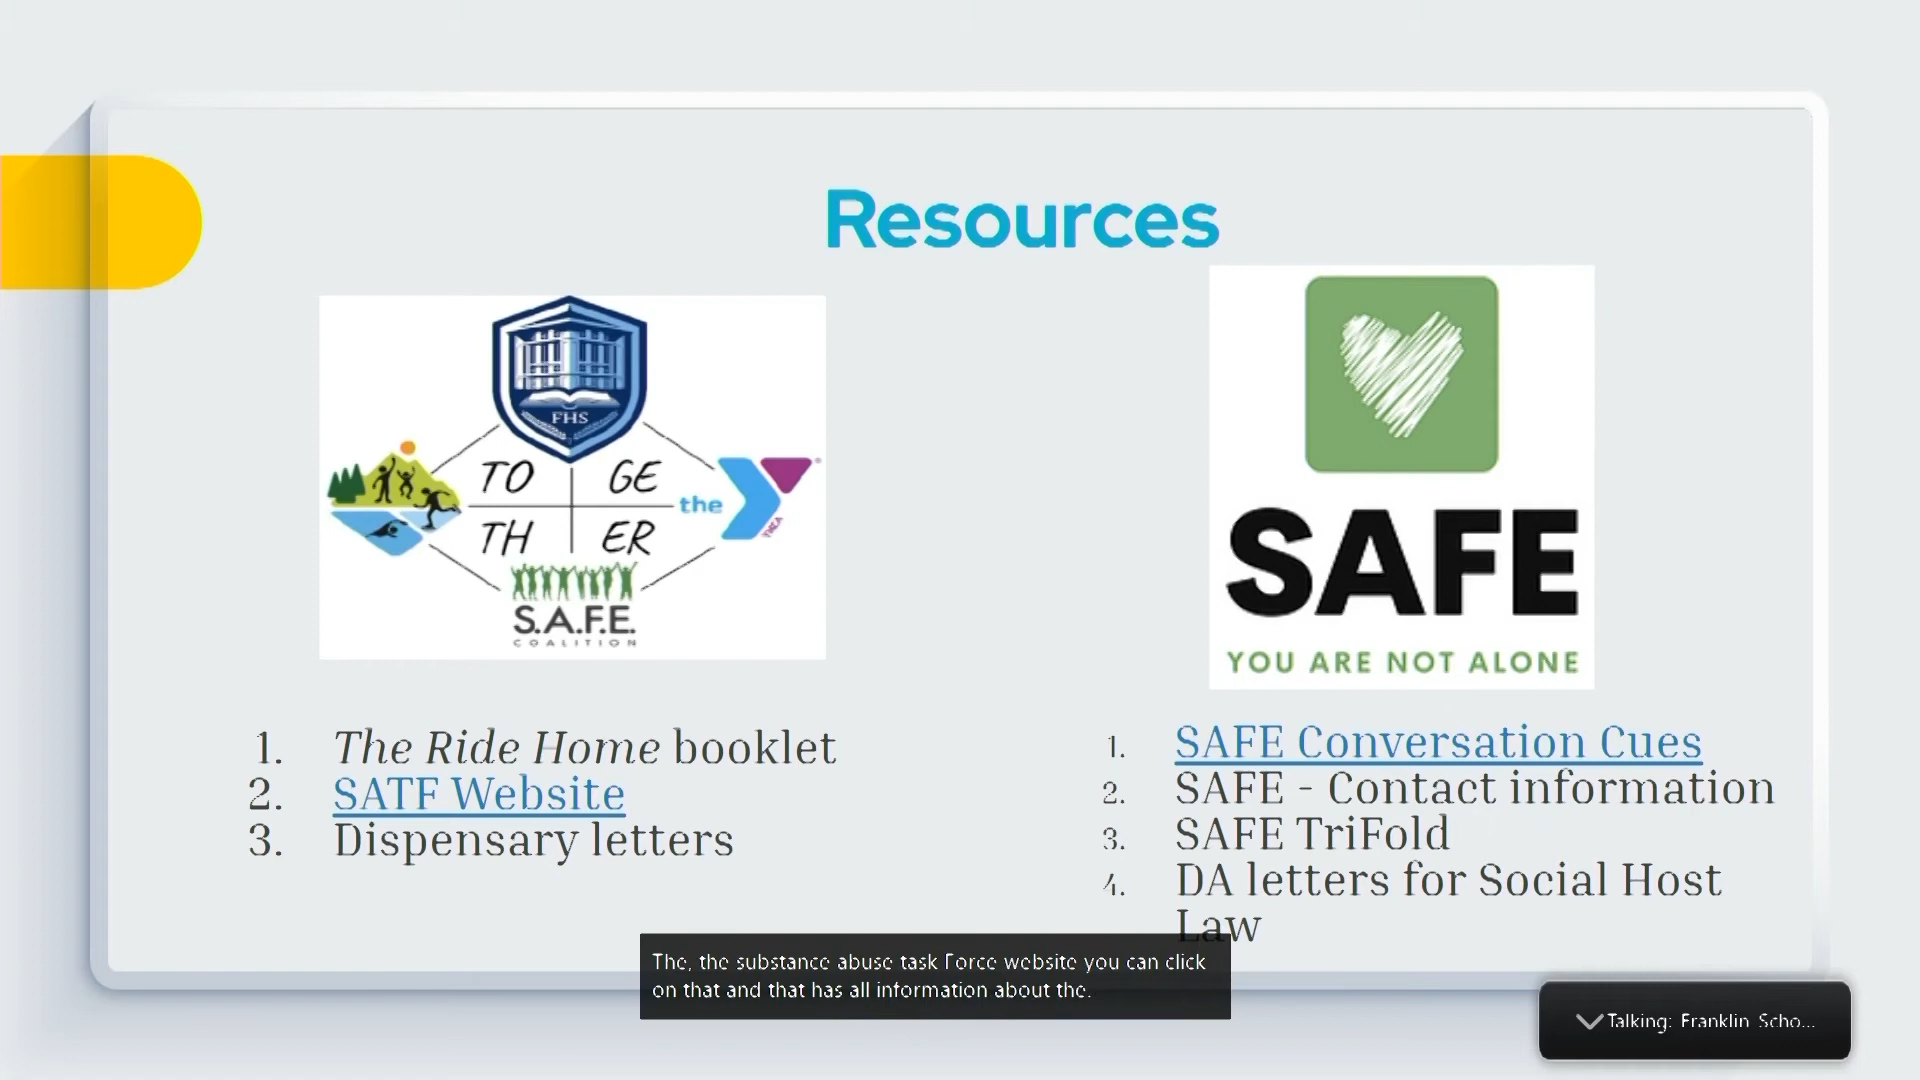 Resources
FHS
TO GE
the
YMCA
TH ER
S.A.F.E.
COALITION
SAFE
YOU ARE NOT ALONE
1. The Ride Home booklet
2. SATF Website
3. Dispensary letters
1. SAFE Conversation Cues
2. SAFE - Contact information
3. SAFE TriFold
4. DA letters for Social Host
Law
The, the substance abuse task Force website you can click
on that and that has all information about the.
Talking: Franklin Scho...